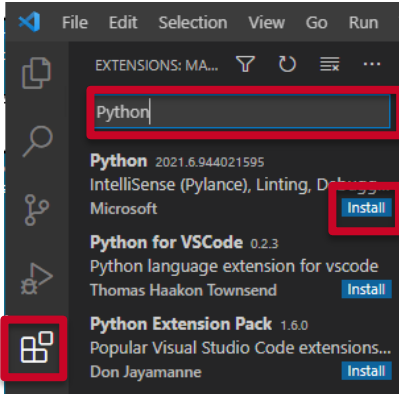 File Edit Selection View Go Run
EXTENSIONS: MA...
Python
Python 2021.6.944021595
IntelliSense (Pylance), Linting, Debugg...
Microsoft Install
Python for VSCode 0.2.3
Python language extension for vscode
Thomas Haakon Townsend Install
Python Extension Pack 1.6.0
Popular Visual Studio Code extensions...
Don Jayamanne Install